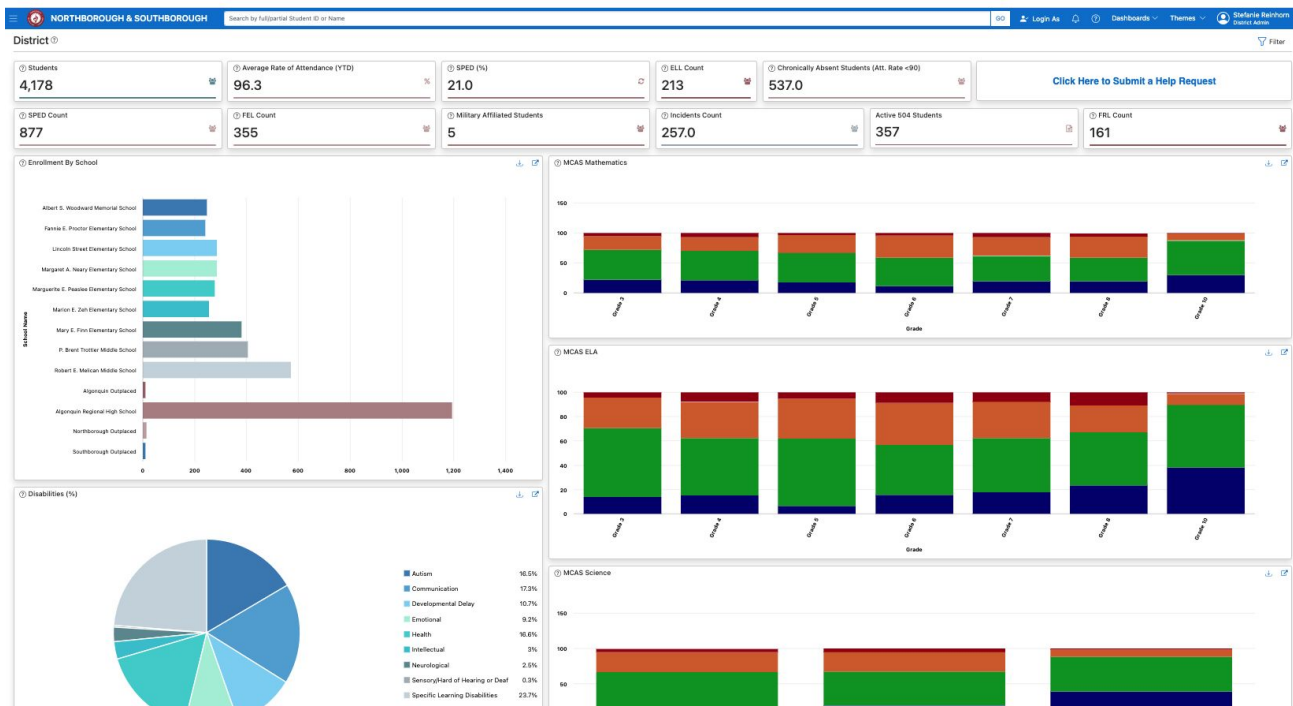 NORTHBOROUGH & SOUTHBOROUGH
Search by full/partial Student ID or Name
GO
Login As
Dashboards
Themes
Stefanie Reinhorn
District Admin
District
Filter
Students
4,178
Average Rate of Attendance (YTD)
96.3
%
SPED (%)
21.0
ELL Count
213
Chronically Absent Students (Att. Rate <90)
537.0
Click Here to Submit a Help Request
SPED Count
877
FEL Count
355
Military Affiliated Students
5
Incidents Count
257.0
Active 504 Students
357
FRL Count
161
Enrollment By School
School Name
Albert S. Woodward Memorial School
Fannie E. Proctor Elementary School
Lincoln Street Elementary School
Margaret A. Neary Elementary School
Marguerite E. Peaslee Elementary School
Marion E. Zeh Elementary School
Mary E. Finn Elementary School
P. Brent Trottier Middle School
Robert E. Melican Middle School
Algonquin Outplaced
Algonquin Regional High School
Northborough Outplaced
Southborough Outplaced
0 200 400 600 800 1,000 1,200 1,400
MCAS Mathematics
150
100
50
0
Grade 3 Grade 4 Grade 5 Grade 6 Grade 7 Grade 8 Grade 10
Grade
MCAS ELA
100
80
60
40
20
0
Grade 3 Grade 4 Grade 5 Grade 6 Grade 7 Grade 8 Grade 10
Grade
Disabilities (%)
Autism 16.5%
Communication 17.3%
Developmental Delay 10.7%
Emotional 9.2%
Health 16.6%
Intellectual 3%
Neurological 2.5%
Sensory/Hard of Hearing or Deaf 0.3%
Specific Learning Disabilities 23.7%
MCAS Science
150
100
50